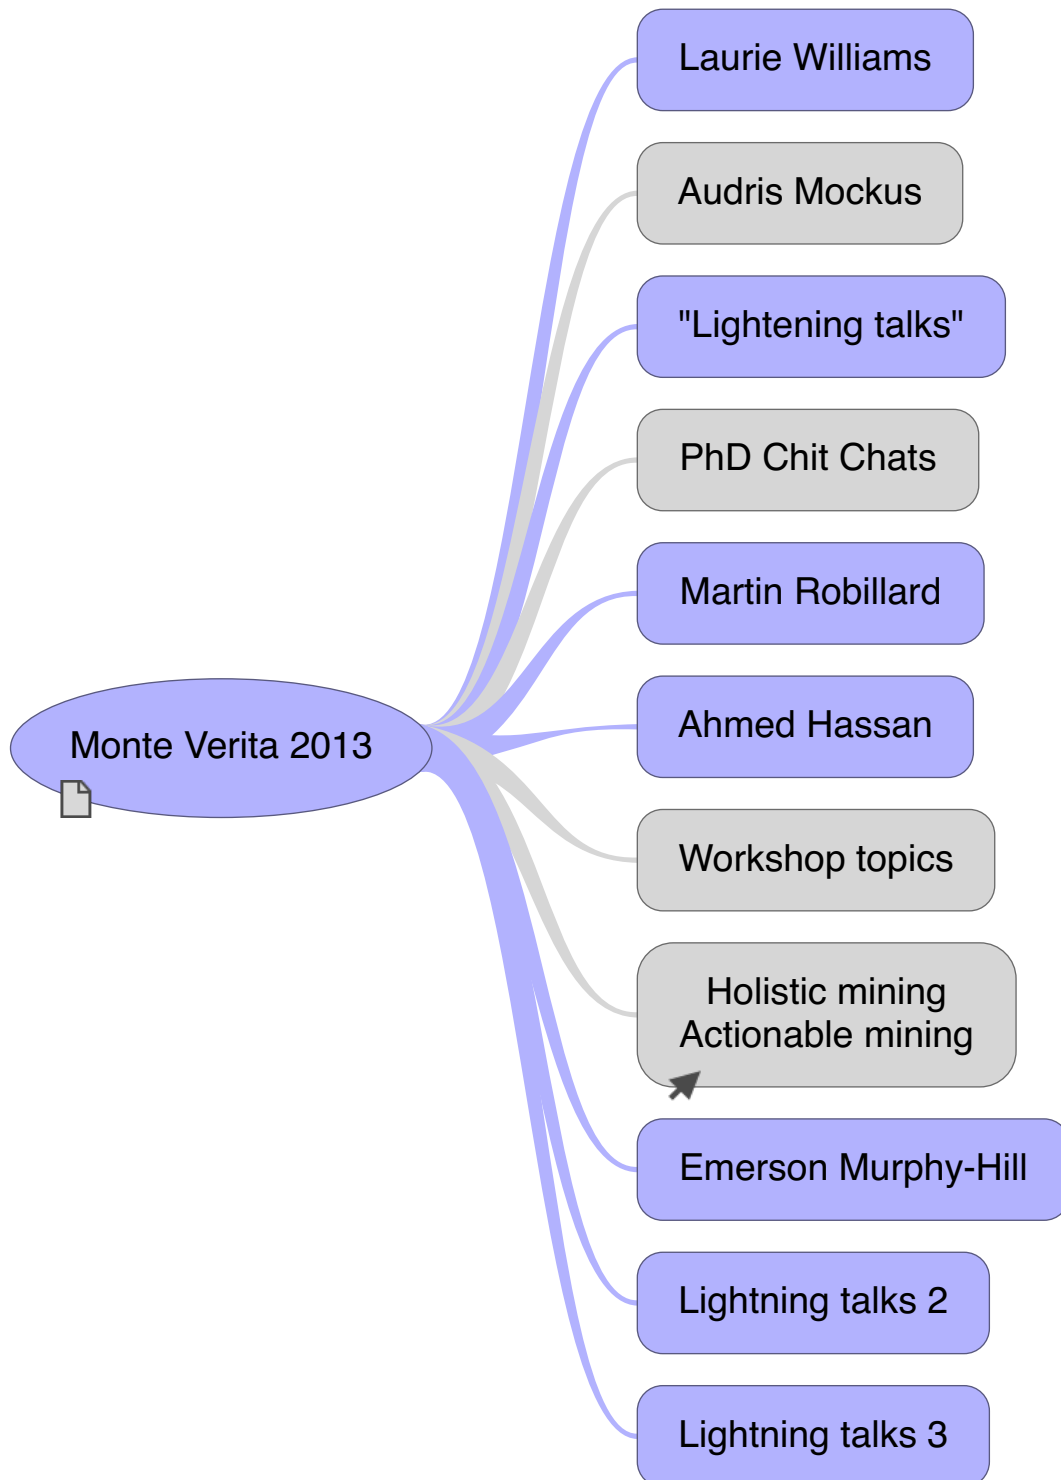 Laurie Williams
Audris Mockus
"Lightening talks"
PhD Chit Chats
Martin Robillard
Ahmed Hassan
Monte Verita 2013
Workshop topics
Holistic mining
Actionable mining
Emerson Murphy-Hill
Lightning talks 2
Lightning talks 3